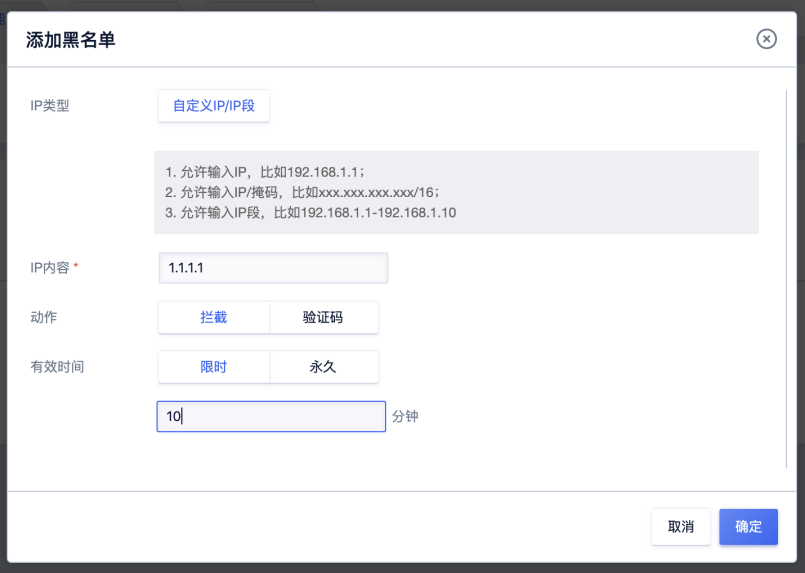 添加黑名单
IP类型
自定义IP/IP段
1. 允许输入IP，比如192.168.1.1；
2. 允许输入IP/掩码，比如xxx.xxx.xxx.xxx/16；
3. 允许输入IP段，比如192.168.1.1-192.168.1.10
IP内容 * 1.1.1.1
动作 拦截 验证码
有效时间 限时 永久
10 分钟
取消 确定